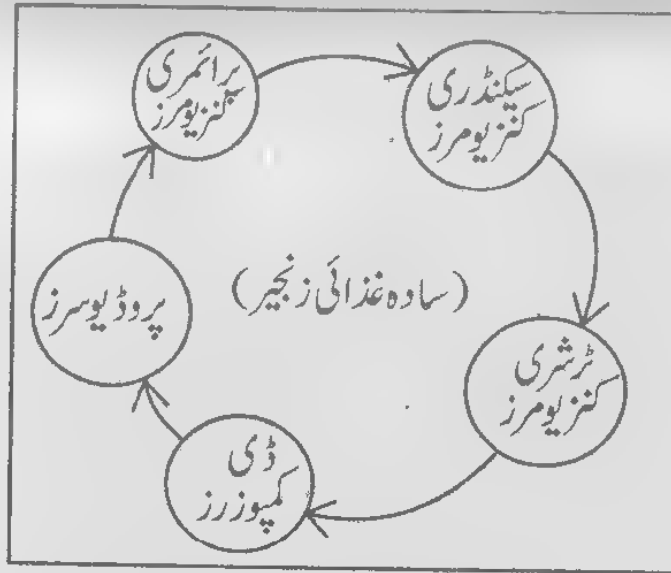 پرائمری
کنزیومرز
سیکنڈری
کنزیومرز
(سادہ غذائی زنجیر)
پروڈیوسرز
ٹرشری
کنزیومرز
ڈی
کمپوزرز